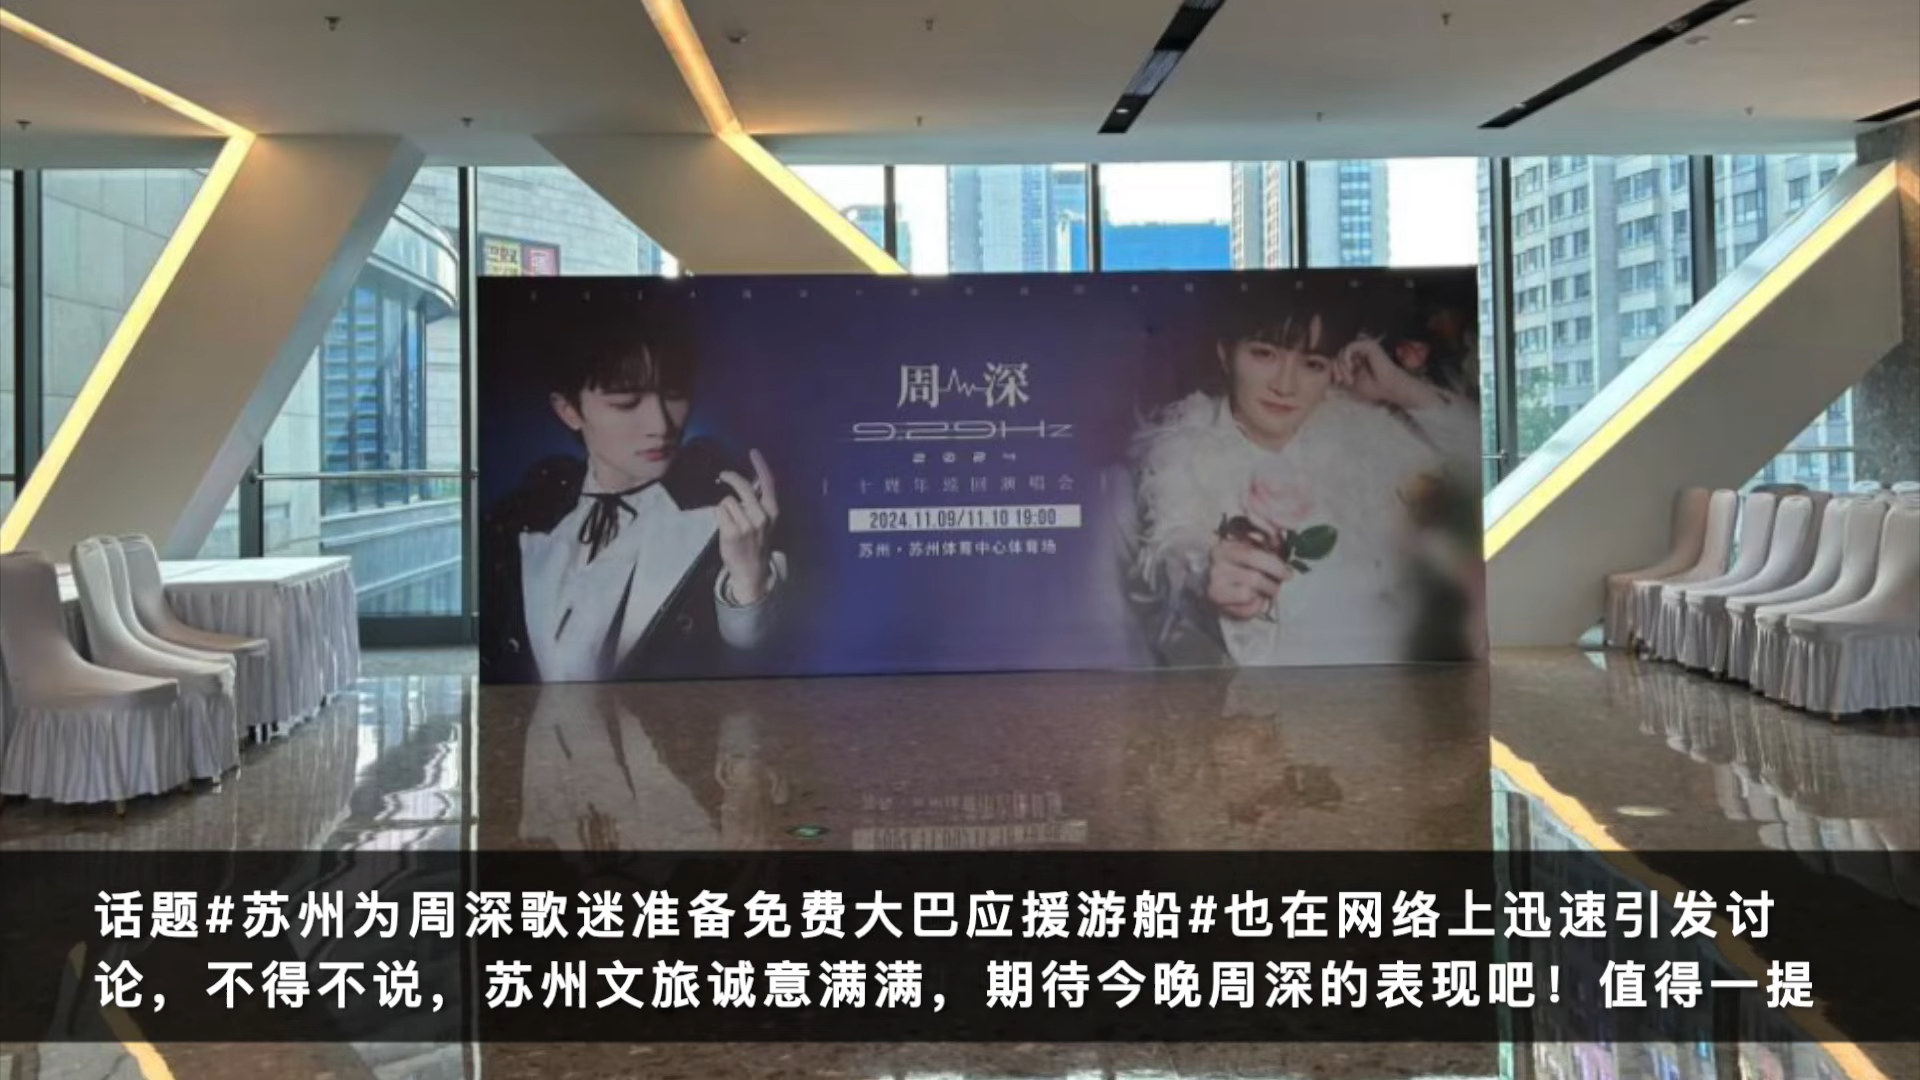 周深
9.29Hz
十周年巡回演唱会
2024.11.09/11.10 19:00
苏州·苏州体育中心体育场
话题#苏州为周深歌迷准备免费大巴应援游船#也在网络上迅速引发讨
论，不得不说，苏州文旅诚意满满，期待今晚周深的表现吧！值得一提